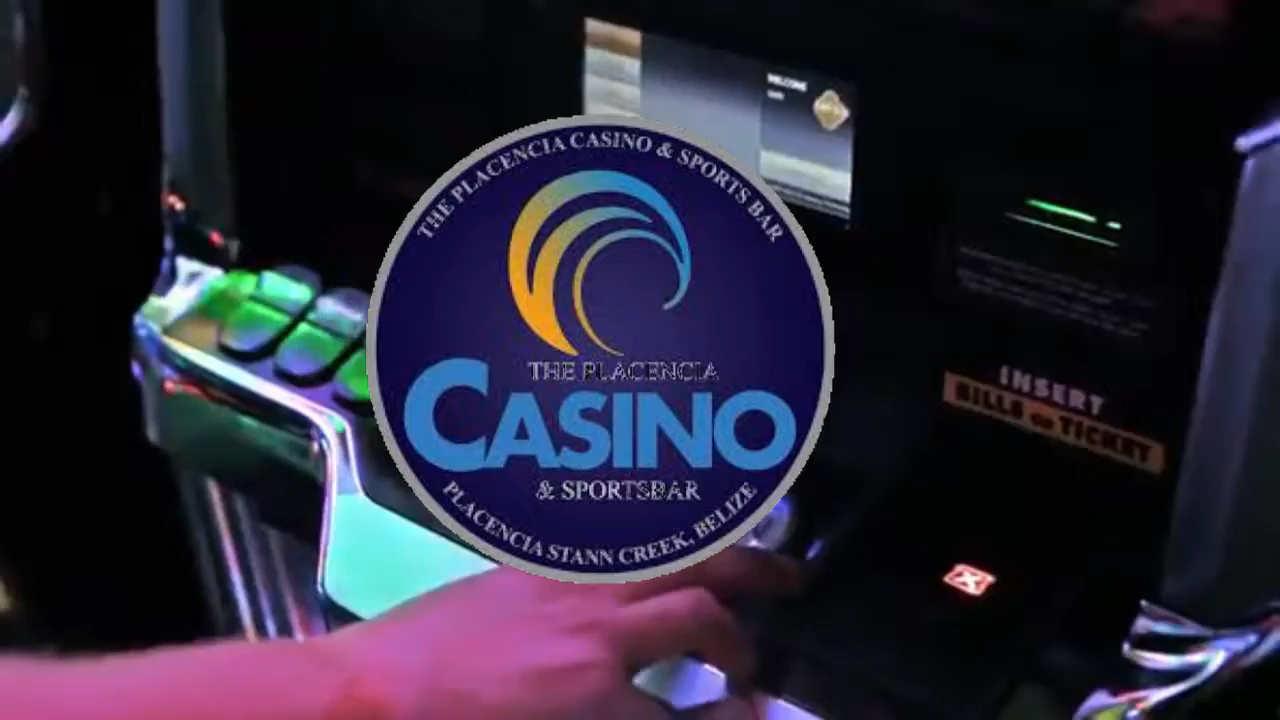 WELCOME
THE PLACENCIA CASINO & SPORTS BAR
THE PLACENCIA
CASINO
& SPORTSBAR
PLACENCIA STANN CREEK, BELIZE
INSERT
BILLS or TICKET